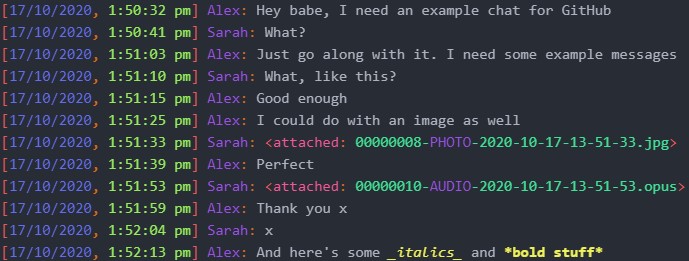 [17/10/2020, 1:50:32 pm] Alex: Hey babe, I need an example chat for GitHub
[17/10/2020, 1:50:41 pm] Sarah: What?
[17/10/2020, 1:51:03 pm] Alex: Just go along with it. I need some example messages
[17/10/2020, 1:51:10 pm] Sarah: What, like this?
[17/10/2020, 1:51:15 pm] Alex: Good enough
[17/10/2020, 1:51:25 pm] Alex: I could do with an image as well
[17/10/2020, 1:51:33 pm] Sarah: <attached: 00000008-PHOTO-2020-10-17-13-51-33.jpg>
[17/10/2020, 1:51:39 pm] Alex: Perfect
[17/10/2020, 1:51:53 pm] Sarah: <attached: 00000010-AUDIO-2020-10-17-13-51-53.opus>
[17/10/2020, 1:51:59 pm] Alex: Thank you x
[17/10/2020, 1:52:04 pm] Sarah: x
[17/10/2020, 1:52:13 pm] Alex: And here's some _italics_ and *bold stuff*